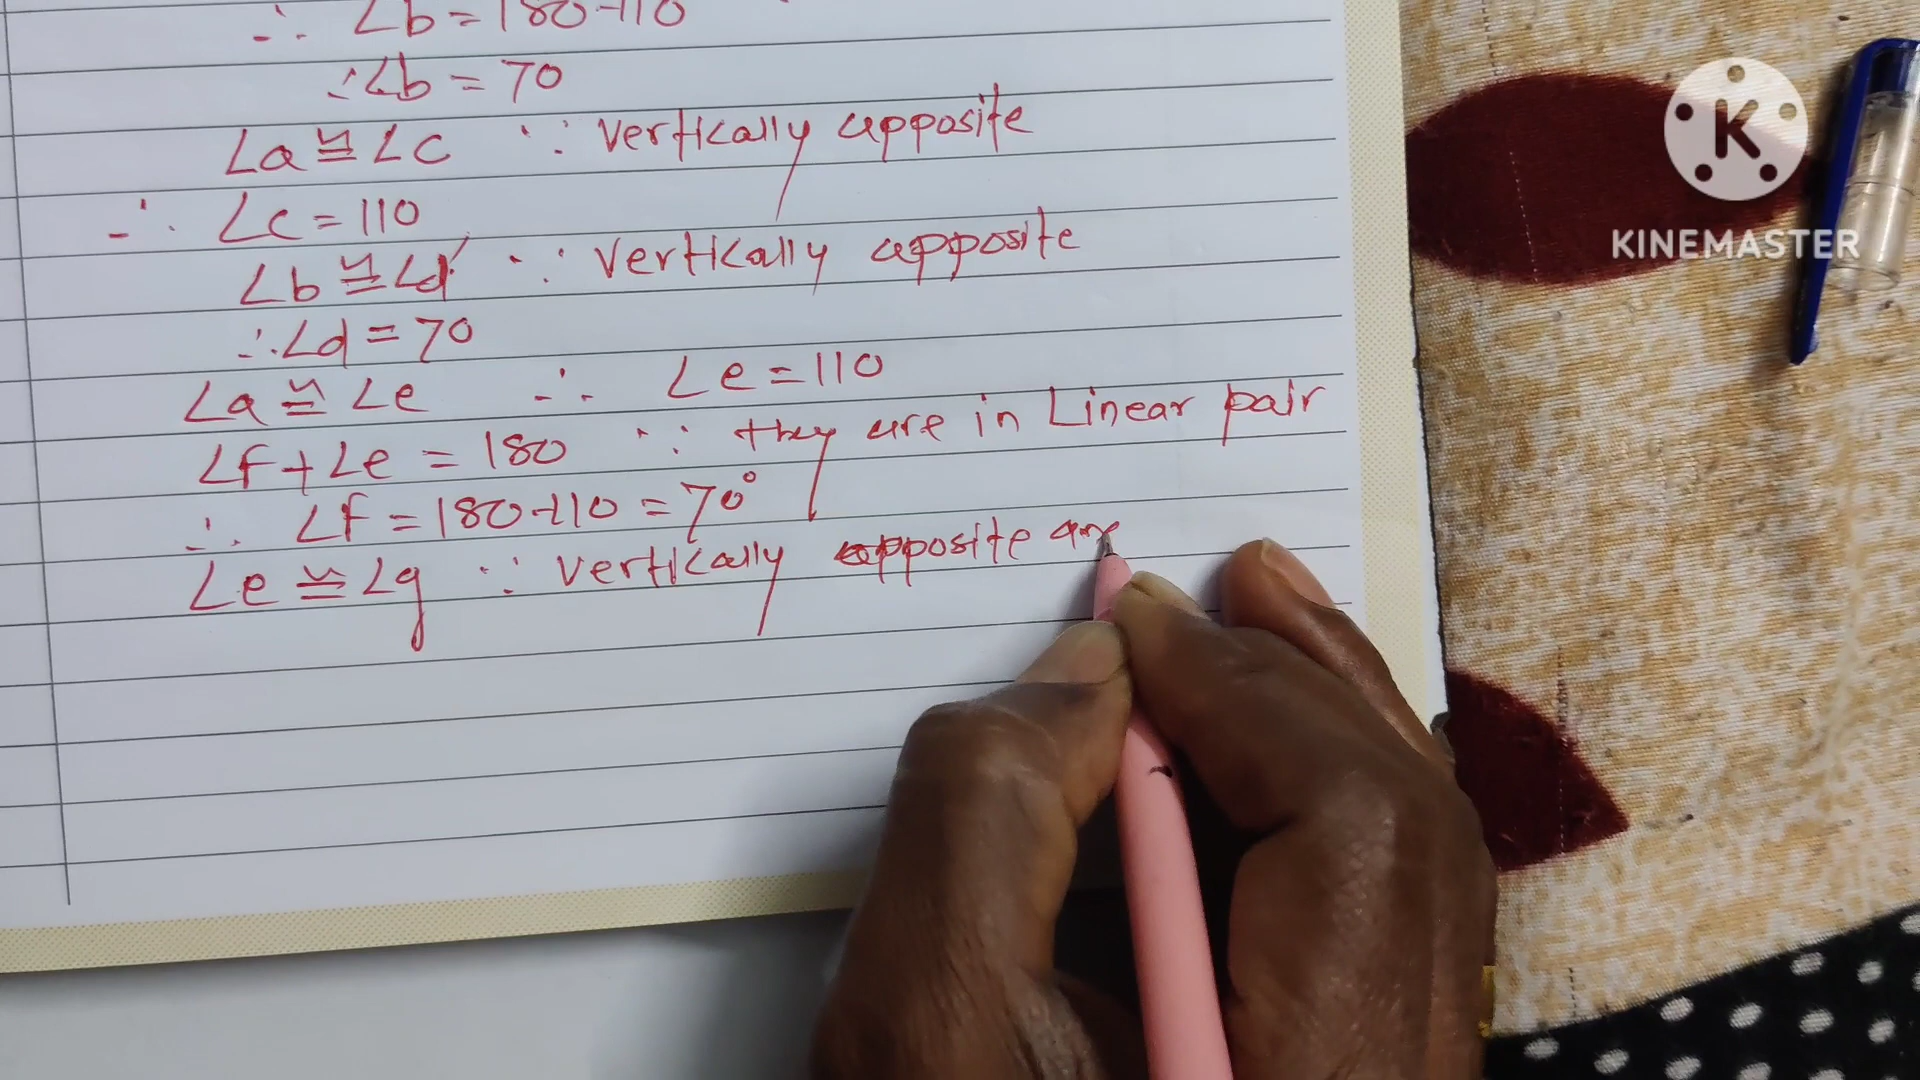 ∴ ∠b = 180-110
∴ ∠b = 70
∠a ≅ ∠c ∵ vertically opposite
∴ ∠c = 110
∠b ≅ ∠d ∵ vertically opposite
∴ ∠d = 70
∠a ≅ ∠e ∴ ∠e = 110
∠f + ∠e = 180 ∵ they are in Linear pair
∴ ∠f = 180-110 = 70°
∠e ≅ ∠g ∵ vertically opposite
K
KINEMASTER